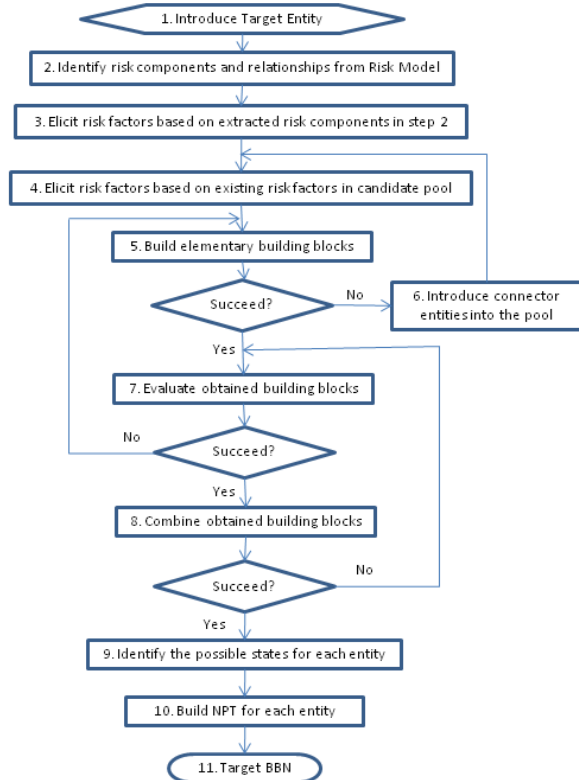 1. Introduce Target Entity
2. Identify risk components and relationships from Risk Model
3. Elicit risk factors based on extracted risk components in step 2
4. Elicit risk factors based on existing risk factors in candidate pool
5. Build elementary building blocks
Succeed?
No
6. Introduce connector
entities into the pool
Yes
7. Evaluate obtained building blocks
No
Succeed?
Yes
8. Combine obtained building blocks
Succeed?
No
Yes
9. Identify the possible states for each entity
10. Build NPT for each entity
11. Target BBN